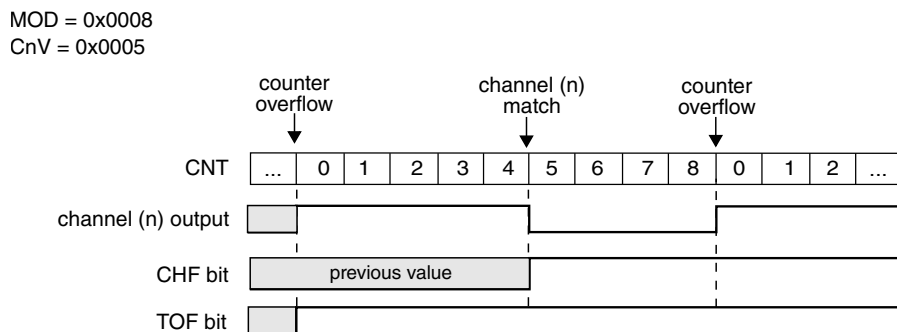 MOD = 0x0008
CnV = 0x0005
counter overflow
channel (n) match
counter overflow
CNT ... 0 1 2 3 4 5 6 7 8 0 1 2 ...
channel (n) output
CHF bit previous value
TOF bit